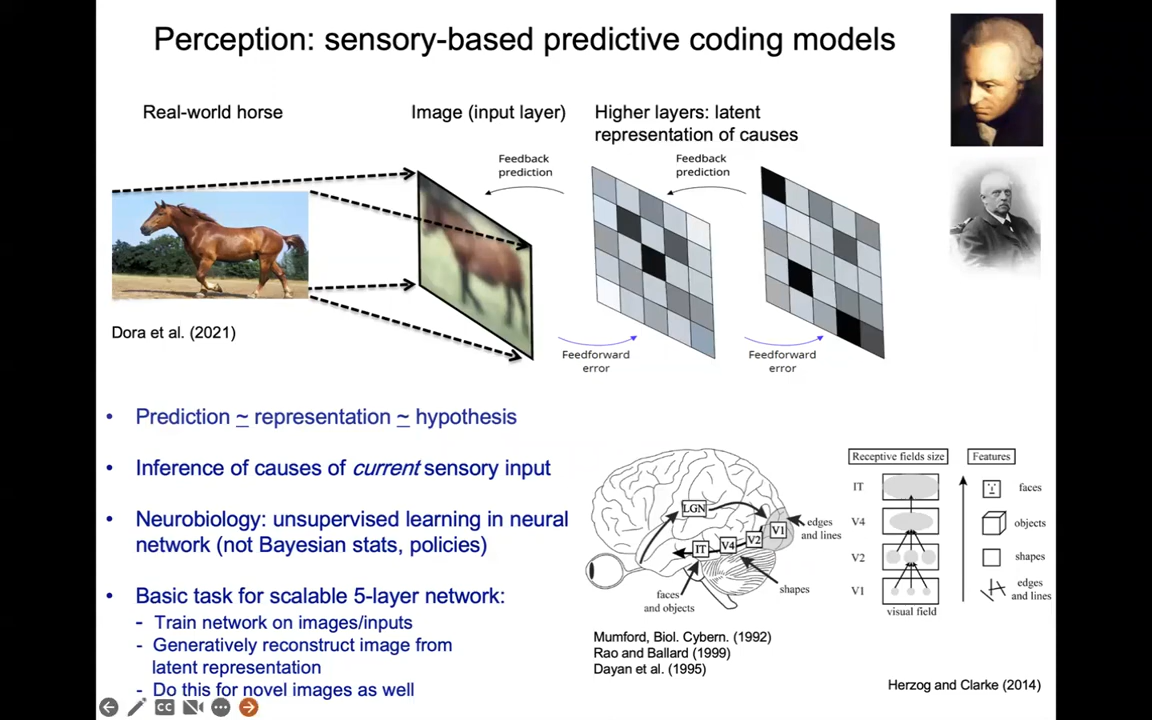 Perception: sensory-based predictive coding models
Real-world horse
Image (input layer)
Higher layers: latent
representation of causes
Feedback
prediction
Feedback
prediction
Dora et al. (2021)
Feedforward
error
Feedforward
error
• Prediction ~ representation ~ hypothesis
• Inference of causes of current sensory input
• Neurobiology: unsupervised learning in neural
network (not Bayesian stats, policies)
• Basic task for scalable 5-layer network:
- Train network on images/inputs
- Generatively reconstruct image from
latent representation
- Do this for novel images as well
LGN
V1
V2
V4
IT
edges
and lines
shapes
faces
and objects
Mumford, Biol. Cybern. (1992)
Rao and Ballard (1999)
Dayan et al. (1995)
Receptive fields size
Features
IT
faces
V4
objects
V2
shapes
V1
edges
and lines
visual field
Herzog and Clarke (2014)
CC